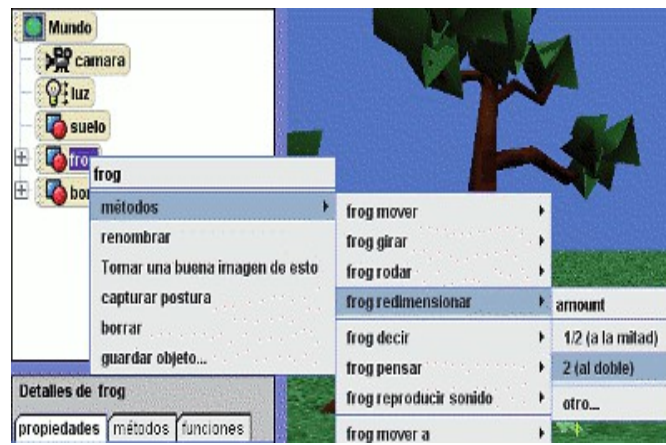 Mundo
camara
luz
suelo
frog
métodos
renombrar
Tomar una buena imagen de esto
capturar postura
borrar
guardar objeto...
frog mover
frog girar
frog rodar
frog redimensionar
frog decir
frog pensar
frog reproducir sonido
frog mover a
amount
1/2 (a la mitad)
2 (al doble)
otro...
Detalles de frog
propiedades métodos funciones